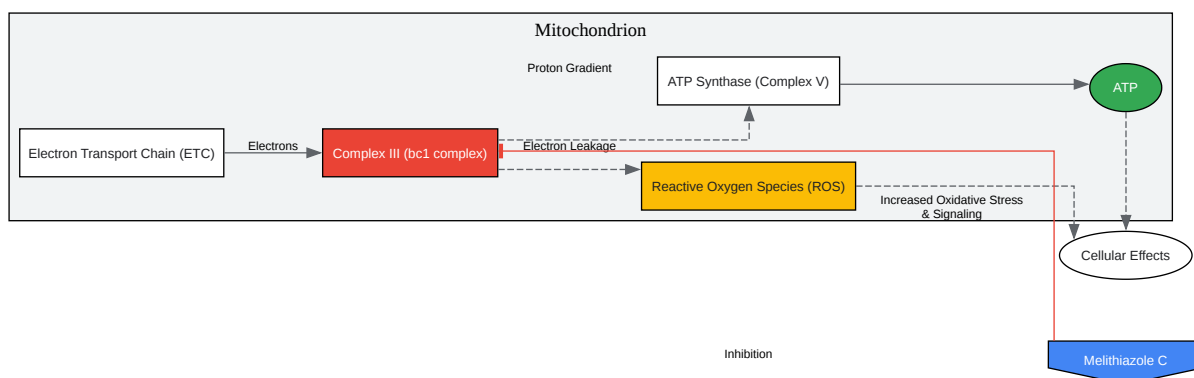 Mitochondrion
Proton Gradient
ATP Synthase (Complex V)
ATP
Electron Transport Chain (ETC)
Electrons
Complex III (bc1 complex)
Electron Leakage
Reactive Oxygen Species (ROS)
Increased Oxidative Stress
& Signaling
Cellular Effects
Inhibition
Melithiazole C